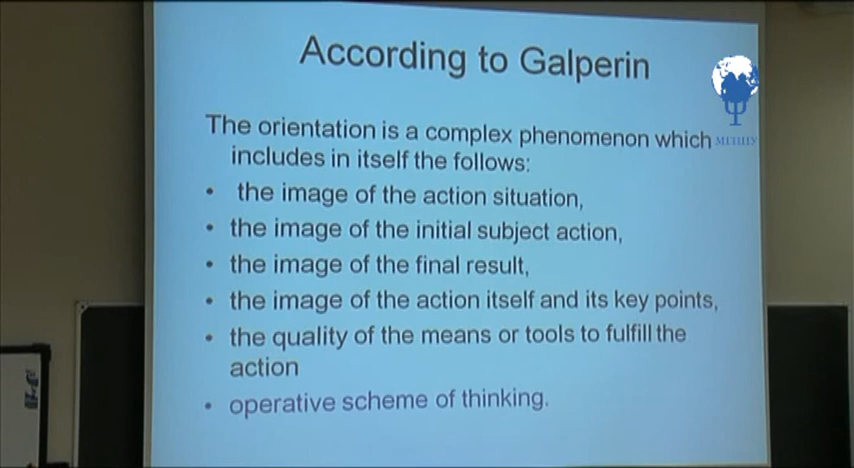 According to Galperin
The orientation is a complex phenomenon which
МГППУ
includes in itself the follows:
• the image of the action situation,
• the image of the initial subject action,
• the image of the final result,
• the image of the action itself and its key points,
• the quality of the means or tools to fulfill the
action
• operative scheme of thinking.